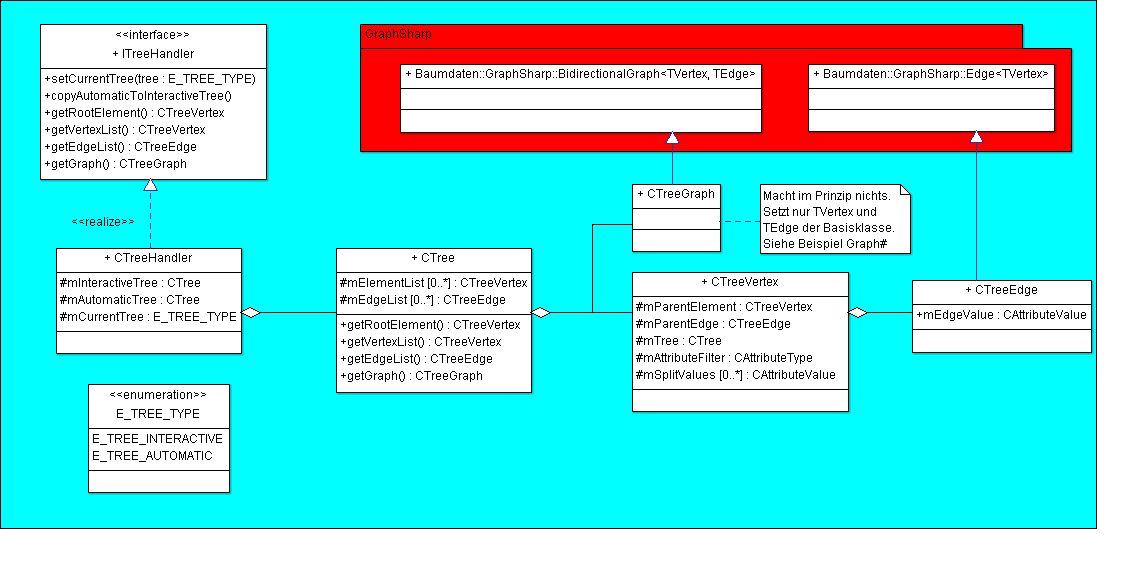 <<interface>>
+ ITreeHandler
+setCurrentTree(tree : E_TREE_TYPE)
+copyAutomaticToInteractiveTree()
+getRootElement() : CTreeVertex
+getVertexList() : CTreeVertex
+getEdgeList() : CTreeEdge
+getGraph() : CTreeGraph
GraphSharp
+ Baumdaten::GraphSharp::BidirectionalGraph<TVertex, TEdge>
+ Baumdaten::GraphSharp::Edge<TVertex>
<<realize>>
+ CTreeGraph
Macht im Prinzip nichts.
Setzt nur TVertex und
TEdge der Basisklasse.
Siehe Beispiel Graph#
+ CTreeHandler
#mInteractiveTree : CTree
#mAutomaticTree : CTree
#mCurrentTree : E_TREE_TYPE
+ CTree
#mElementList [0..*] : CTreeVertex
#mEdgeList [0..*] : CTreeEdge
+getRootElement() : CTreeVertex
+getVertexList() : CTreeVertex
+getEdgeList() : CTreeEdge
+getGraph() : CTreeGraph
+ CTreeVertex
#mParentElement : CTreeVertex
#mParentEdge : CTreeEdge
#mTree : CTree
#mAttributeFilter : CAttributeType
#mSplitValues [0..*] : CAttributeValue
+ CTreeEdge
+mEdgeValue : CAttributeValue
<<enumeration>>
E_TREE_TYPE
E_TREE_INTERACTIVE
E_TREE_AUTOMATIC